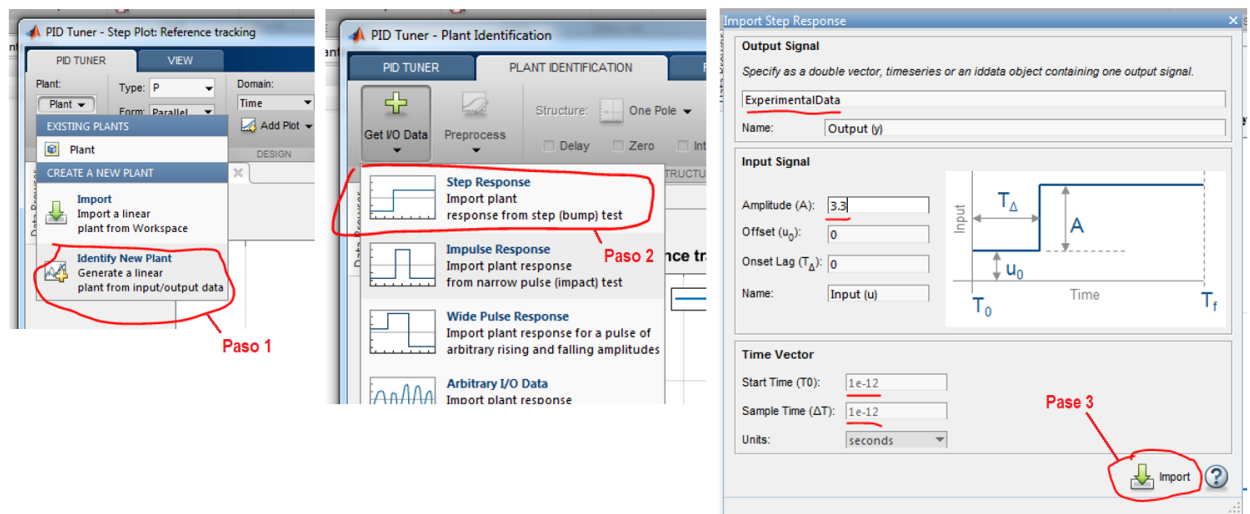 PID Tuner - Step Plot: Reference tracking
PID TUNER
VIEW
Plant:
Plant
Type: P
Form: Parallel
Domain:
Time
Add Plot
DESIGN
EXISTING PLANTS
Plant
CREATE A NEW PLANT
Import
Import a linear
plant from Workspace
Identify New Plant
Generate a linear
plant from input/output data
Paso 1
PID Tuner - Plant Identification
PID TUNER
PLANT IDENTIFICATION
Get I/O Data
Preprocess
Structure:
One Pole
Delay
Zero
Int
Step Response
Import plant
response from step (bump) test
Paso 2
Impulse Response
Import plant response
from narrow pulse (impact) test
Wide Pulse Response
Import plant response for a pulse of
arbitrary rising and falling amplitudes
Arbitrary I/O Data
Import plant response
Import Step Response
Output Signal
Specify as a double vector, timeseries or an iddata object containing one output signal.
ExperimentalData
Name: Output (y)
Input Signal
Amplitude (A): 3.3
Offset (u0): 0
Onset Lag (TΔ): 0
Name: Input (u)
Input
TΔ
A
u0
Time
T0
Tf
Time Vector
Start Time (T0): 1e-12
Sample Time (ΔT): 1e-12
Units: seconds
Pase 3
Import